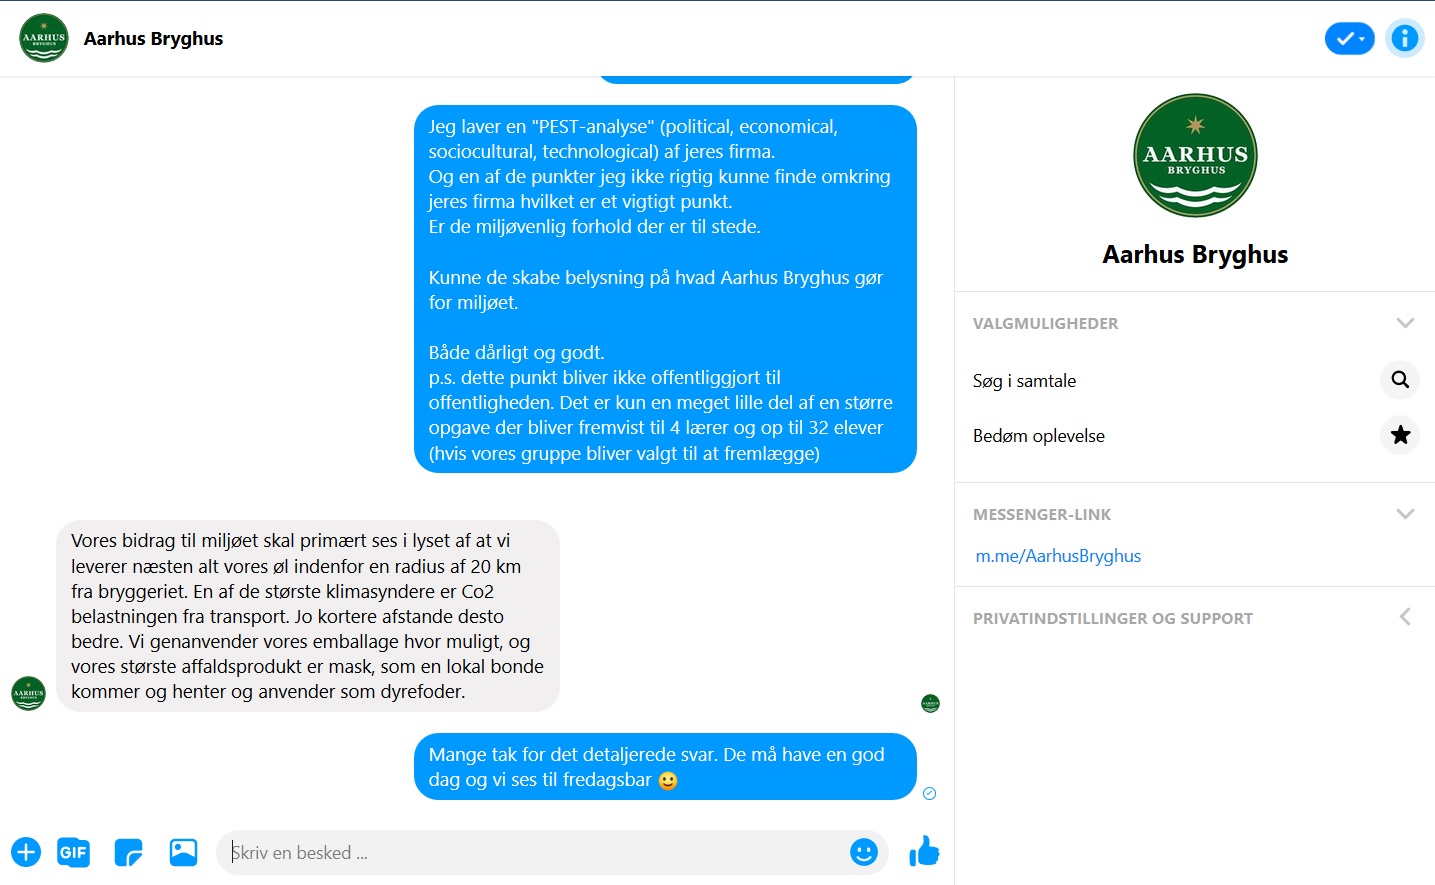 AARHUS
BRYGHUS
Aarhus Bryghus
Jeg laver en "PEST-analyse" (political, economical,
sociocultural, technological) af jeres firma.
Og en af de punkter jeg ikke rigtig kunne finde omkring
jeres firma hvilket er et vigtigt punkt.
Er de miljøvenlig forhold der er til stede.
Kunne de skabe belysning på hvad Aarhus Bryghus gør
for miljøet.
Både dårligt og godt.
p.s. dette punkt bliver ikke offentliggjort til
offentligheden. Det er kun en meget lille del af en større
opgave der bliver fremvist til 4 lærer og op til 32 elever
(hvis vores gruppe bliver valgt til at fremlægge)
Vores bidrag til miljøet skal primært ses i lyset af at vi
leverer næsten alt vores øl indenfor en radius af 20 km
fra bryggeriet. En af de største klimasyndere er Co2
belastningen fra transport. Jo kortere afstande desto
bedre. Vi genanvender vores emballage hvor muligt, og
vores største affaldsprodukt er mask, som en lokal bonde
kommer og henter og anvender som dyrefoder.
AARHUS
Mange tak for det detaljerede svar. De må have en god
dag og vi ses til fredagsbar 🙂
GIF
Skriv en besked ...
AARHUS
BRYGHUS
Aarhus Bryghus
VALGMULIGHEDER
Søg i samtale
Bedøm oplevelse
MESSENGER-LINK
m.me/AarhusBryghus
PRIVATINDSTILLINGER OG SUPPORT